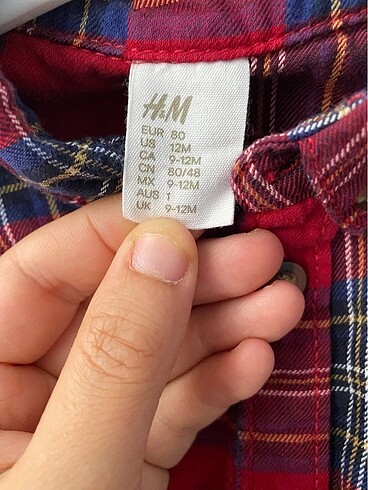 H&M
EUR 80
US 12M
CA 9-12M
CN 80/48
MX 9-12M
AUS 1
UK 9-12M